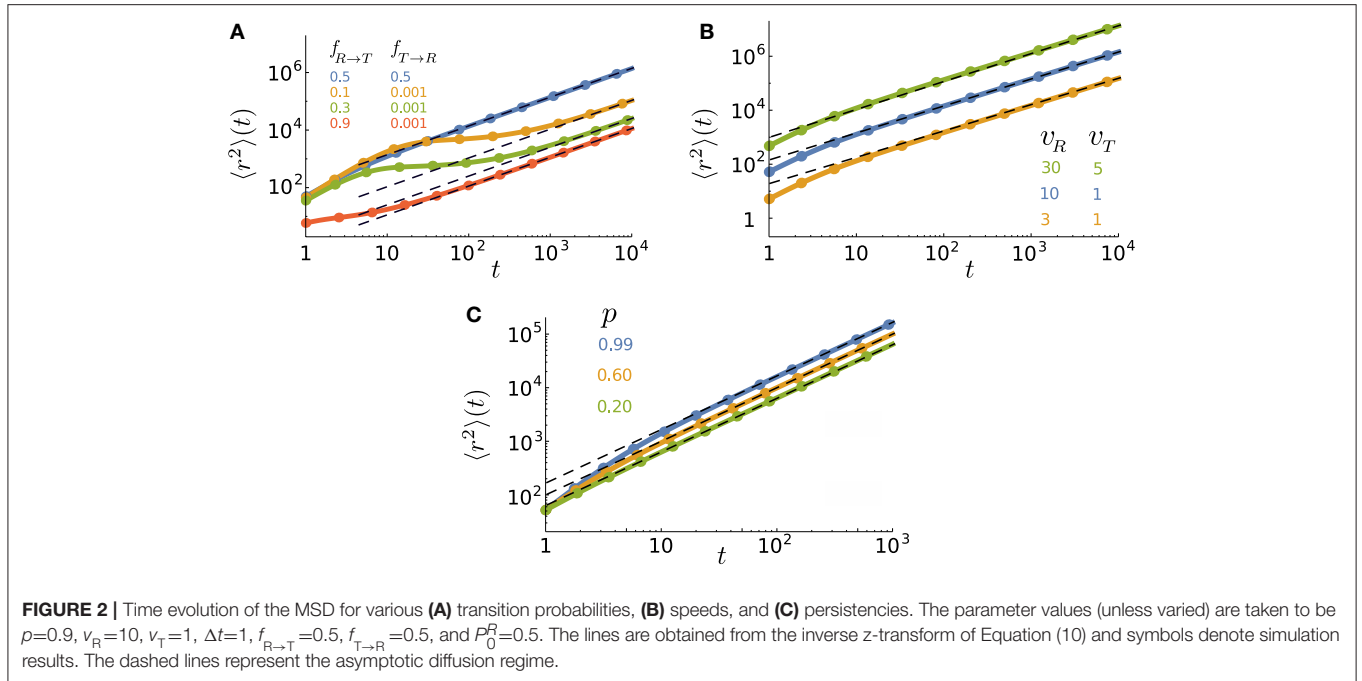 A
f_{R→T} f_{T→R}
0.5 0.5
0.1 0.001
0.3 0.001
0.9 0.001
10^6
10^4
10^2
⟨r^2⟩(t)
1 10 10^2 10^3 10^4
t
B
10^6
10^4
10^2
1
⟨r^2⟩(t)
v_R v_T
30 5
10 1
3 1
1 10 10^2 10^3 10^4
t
C
p
0.99
0.60
0.20
10^5
10^4
10^3
10^2
⟨r^2⟩(t)
1 10 10^2 10^3
t
FIGURE 2 | Time evolution of the MSD for various (A) transition probabilities, (B) speeds, and (C) persistencies. The parameter values (unless varied) are taken to be
p=0.9, v_R=10, v_T=1, Δt=1, f_{R→T}=0.5, f_{T→R}=0.5, and P_0^R=0.5. The lines are obtained from the inverse z-transform of Equation (10) and symbols denote simulation
results. The dashed lines represent the asymptotic diffusion regime.